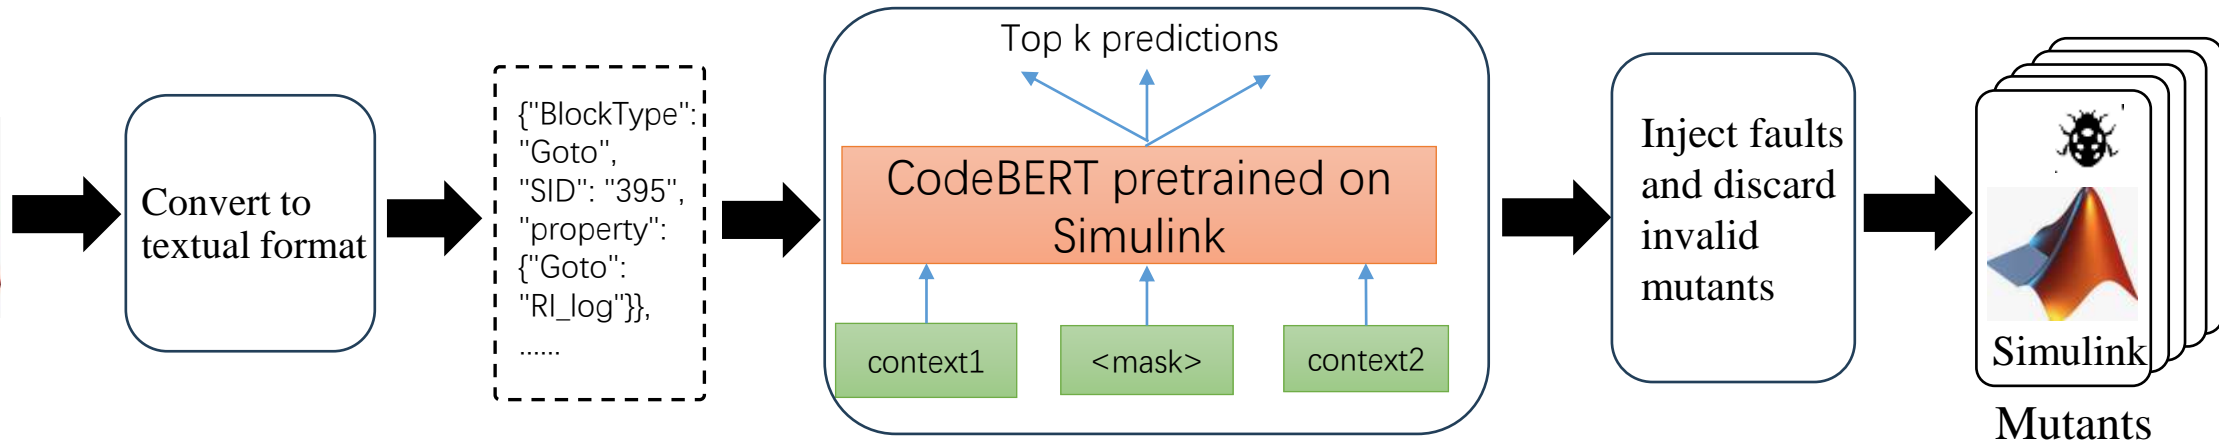 Convert to
textual format
{"BlockType":
"Goto",
"SID": "395",
"property":
{"Goto":
"RI_log"}},
......
Top k predictions
CodeBERT pretrained on
Simulink
context1
<mask>
context2
Inject faults
and discard
invalid
mutants
Simulink
Mutants